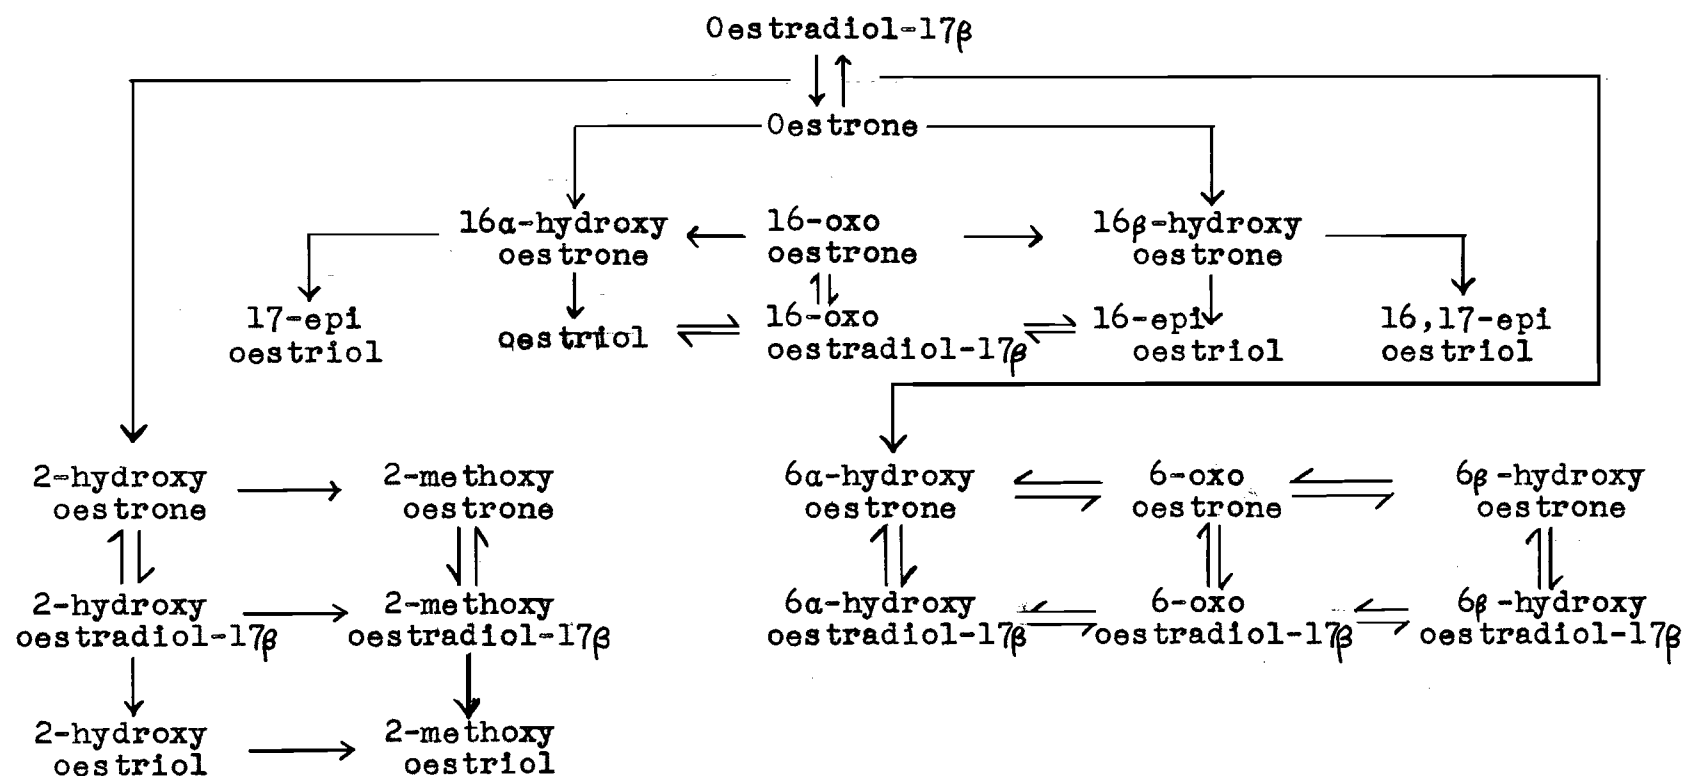 Oestradiol-17β
Oestrone
16α-hydroxy
oestrone
16-oxo
oestrone
16β-hydroxy
oestrone
17-epi
oestriol
oestriol
16-oxo
oestradiol-17β
16-epi
oestriol
16,17-epi
oestriol
2-hydroxy
oestrone
2-methoxy
oestrone
6α-hydroxy
oestrone
6-oxo
oestrone
6β-hydroxy
oestrone
2-hydroxy
oestradiol-17β
2-methoxy
oestradiol-17β
6α-hydroxy
oestradiol-17β
6-oxo
oestradiol-17β
6β-hydroxy
oestradiol-17β
2-hydroxy
oestriol
2-methoxy
oestriol